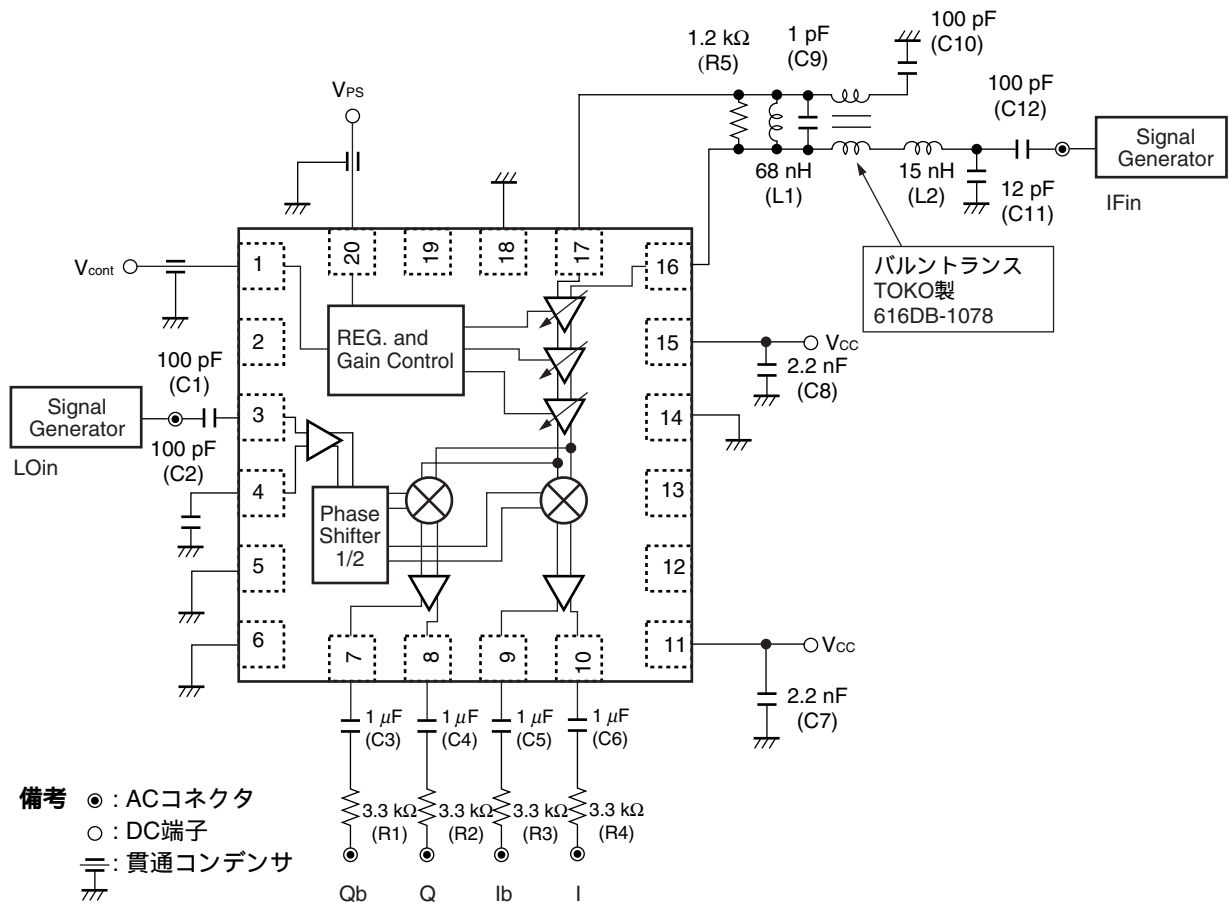 100 pF
(C10)
1.2 kΩ
(R5)
1 pF
(C9)
100 pF
(C12)
Signal
Generator
IFin
68 nH
(L1)
15 nH
(L2)
12 pF
(C11)
バルントランス
TOKO製
616DB-1078
VPS
Vcont
20
19
18
17
1
2
3
4
5
6
16
15
14
13
12
11
REG. and
Gain Control
VCC
2.2 nF
(C8)
100 pF
(C1)
Signal
Generator
LOin
100 pF
(C2)
Phase
Shifter
1/2
7
8
9
10
VCC
2.2 nF
(C7)
1 μF
(C3)
1 μF
(C4)
1 μF
(C5)
1 μF
(C6)
3.3 kΩ
(R1)
3.3 kΩ
(R2)
3.3 kΩ
(R3)
3.3 kΩ
(R4)
Qb
Q
Ib
I
備考
: ACコネクタ
: DC端子
: 貫通コンデンサ